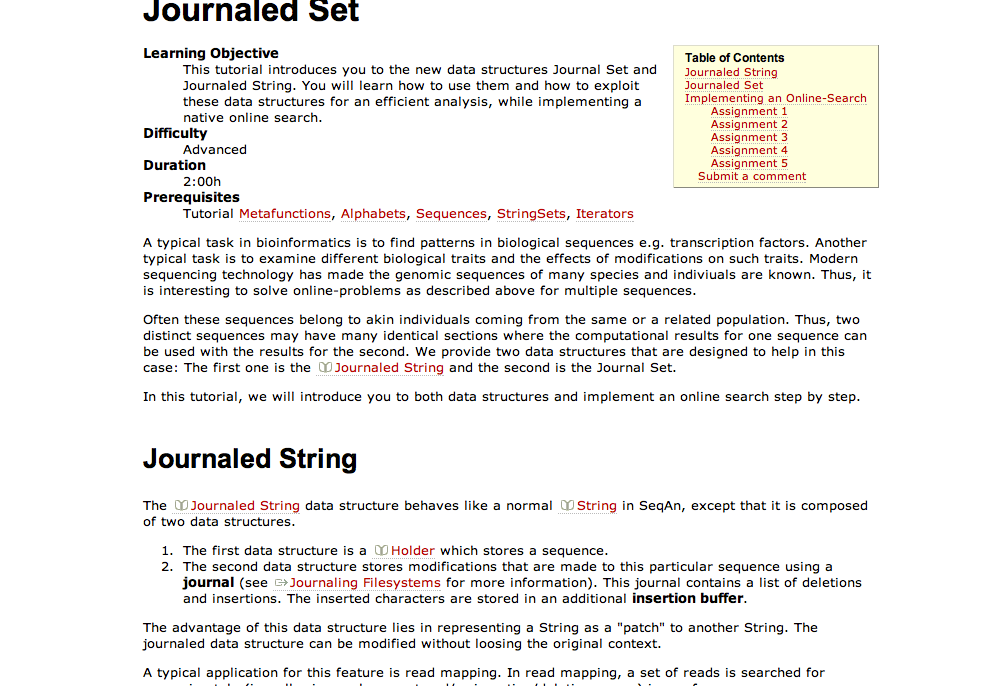 Journaled Set
Learning Objective
This tutorial introduces you to the new data structures Journal Set and
Journaled String. You will learn how to use them and how to exploit
these data structures for an efficient analysis, while implementing a
native online search.
Difficulty
Advanced
Duration
2:00h
Prerequisites
Tutorial Metafunctions, Alphabets, Sequences, StringSets, Iterators
Table of Contents
Journaled String
Journaled Set
Implementing an Online-Search
Assignment 1
Assignment 2
Assignment 3
Assignment 4
Assignment 5
Submit a comment
A typical task in bioinformatics is to find patterns in biological sequences e.g. transcription factors. Another
typical task is to examine different biological traits and the effects of modifications on such traits. Modern
sequencing technology has made the genomic sequences of many species and indiviuals are known. Thus, it
is interesting to solve online-problems as described above for multiple sequences.
Often these sequences belong to akin individuals coming from the same or a related population. Thus, two
distinct sequences may have many identical sections where the computational results for one sequence can
be used with the results for the second. We provide two data structures that are designed to help in this
case: The first one is the Journaled String and the second is the Journal Set.
In this tutorial, we will introduce you to both data structures and implement an online search step by step.
Journaled String
The Journaled String data structure behaves like a normal String in SeqAn, except that it is composed
of two data structures.
1. The first data structure is a Holder which stores a sequence.
2. The second data structure stores modifications that are made to this particular sequence using a
journal (see Journaling Filesystems for more information). This journal contains a list of deletions
and insertions. The inserted characters are stored in an additional insertion buffer.
The advantage of this data structure lies in representing a String as a "patch" to another String. The
journaled data structure can be modified without loosing the original context.
A typical application for this feature is read mapping. In read mapping, a set of reads is searched for